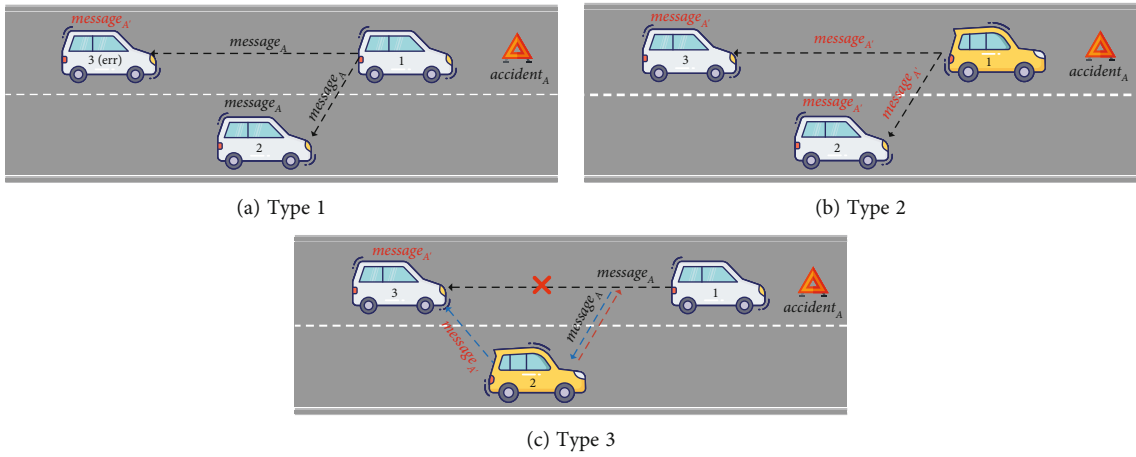 message_A'
message_A
3 (err)
1
accident_A
message_A
message_A
2
(a) Type 1
message_A'
message_A'
3
1
accident_A
message_A'
message_A'
2
(b) Type 2
message_A'
message_A
3
1
message_A
accident_A
message_A'
2
(c) Type 3